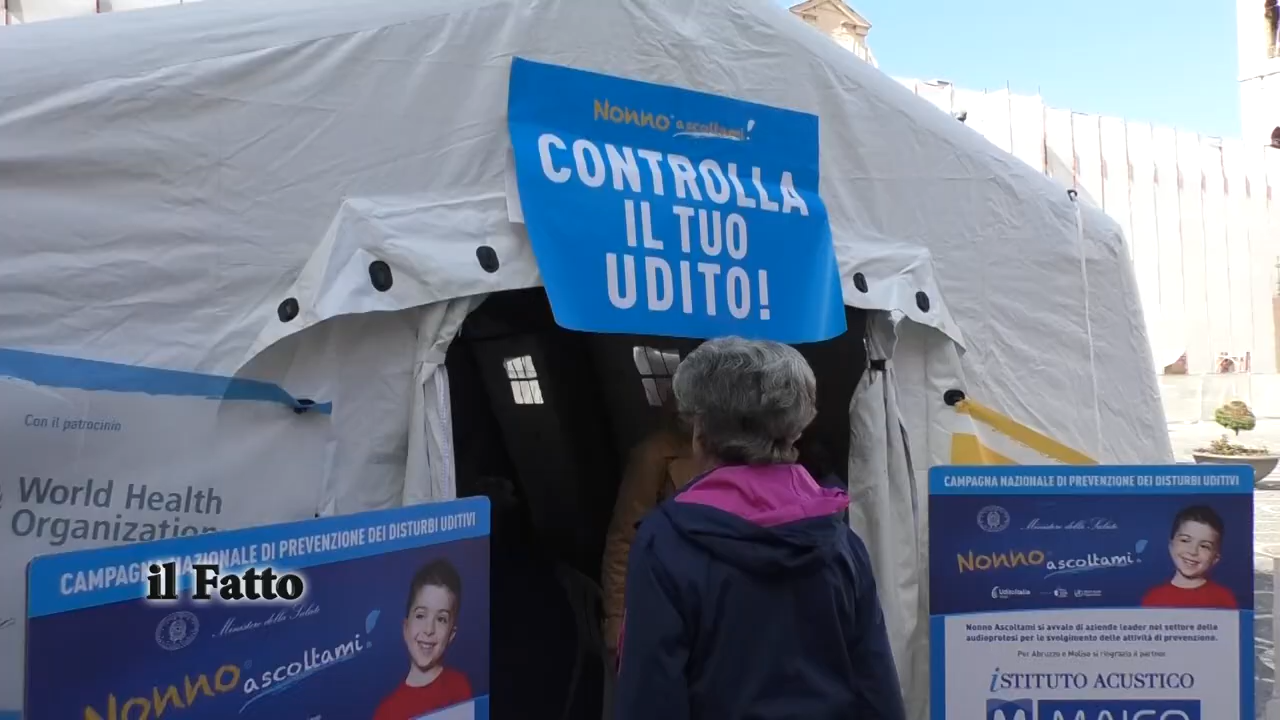 Nonno ascoltami!
CONTROLLA
IL TUO
UDITO!
Con il patrocinio
World Health
Organization
CAMPAGNA NAZIONALE DI PREVENZIONE DEI DISTURBI UDITIVI
il Fatto
Ministero della Salute
Nonno ascoltami!
CAMPAGNA NAZIONALE DI PREVENZIONE DEI DISTURBI UDITIVI
Ministero della Salute
Nonno ascoltami!
Udito Italia
Nonno Ascoltami si avvale di aziende leader nel settore delle
audioprotesi per lo svolgimento delle attività di prevenzione.
Per Abruzzo e Molise si ringrazia il partner
iSTITUTO ACUSTICO
MAICO